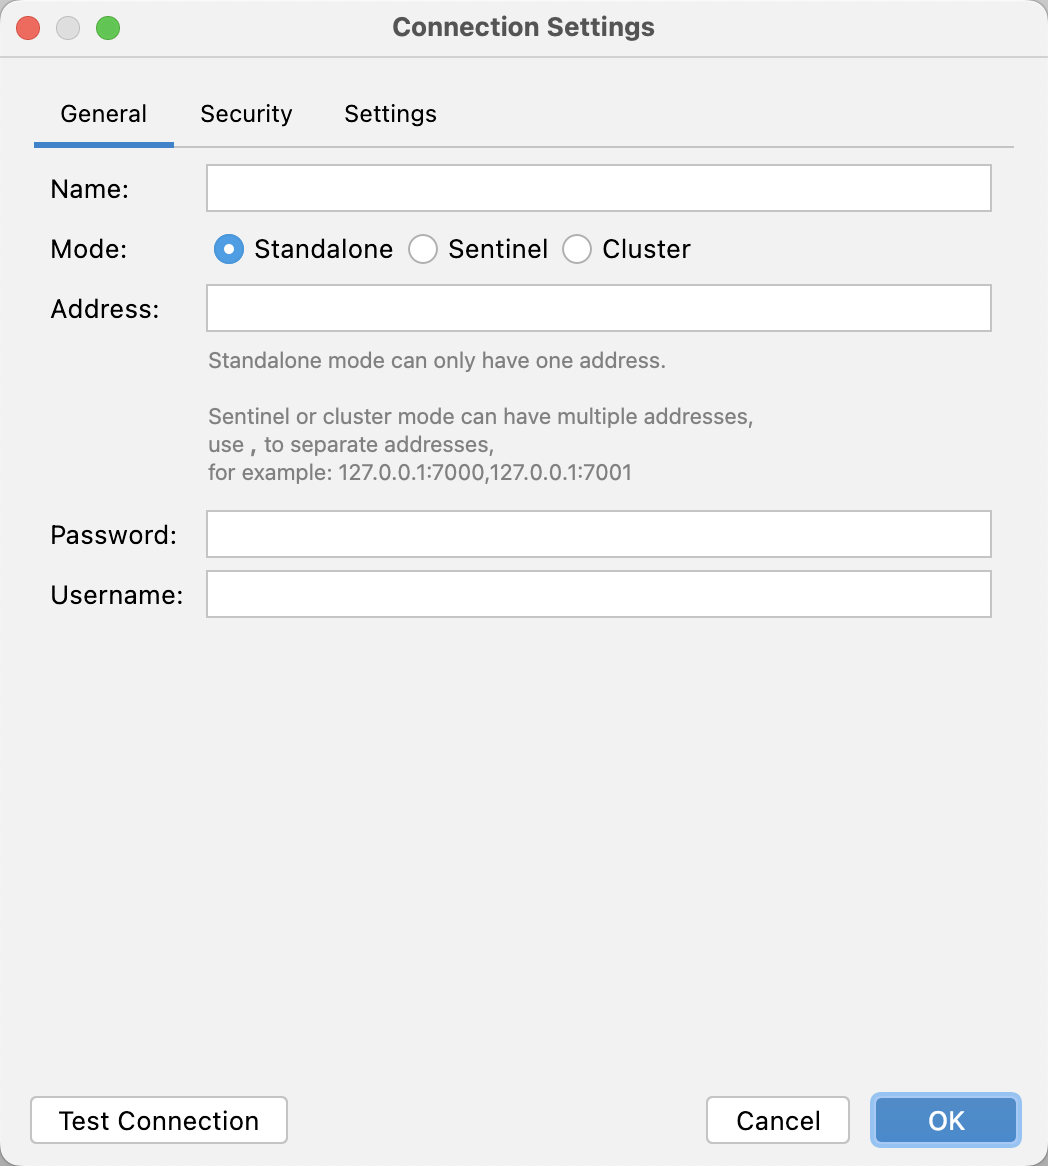 Connection Settings
General Security Settings
Name:
Mode: Standalone Sentinel Cluster
Address:
Standalone mode can only have one address.
Sentinel or cluster mode can have multiple addresses,
use , to separate addresses,
for example: 127.0.0.1:7000,127.0.0.1:7001
Password:
Username:
Test Connection Cancel OK